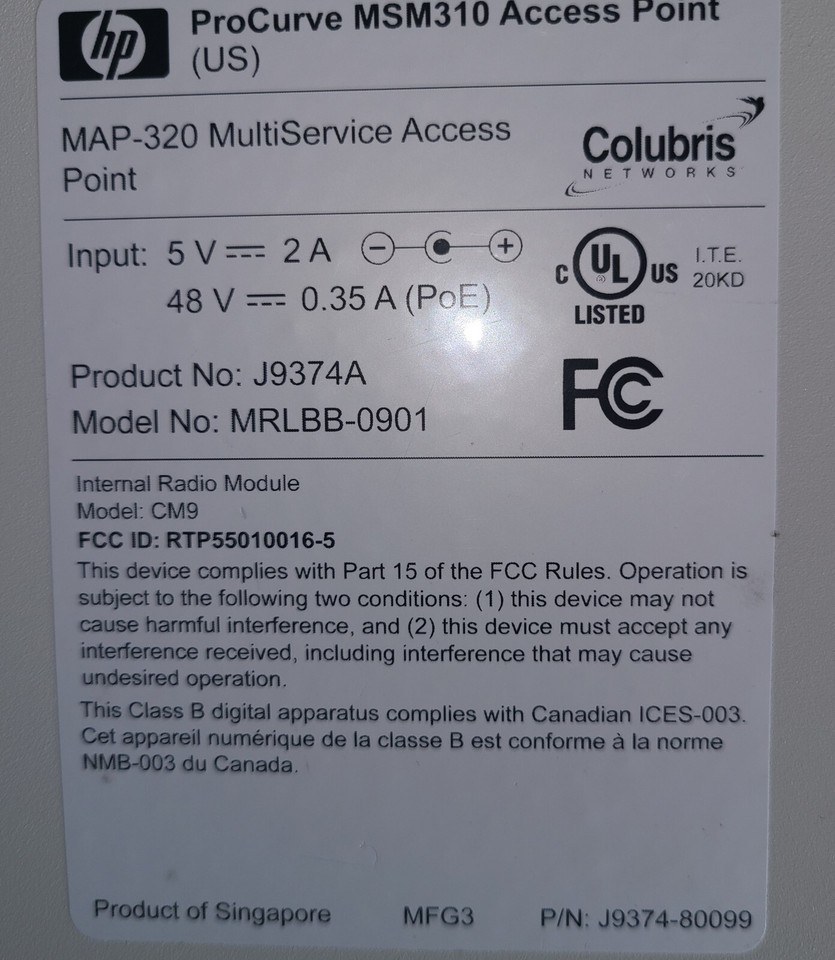 hp
ProCurve MSM310 Access Point
(US)
MAP-320 MultiService Access
Point
Colubris
NETWORKS
Input: 5 V ⎓ 2 A
48 V ⎓ 0.35 A (PoE)
C UL US
LISTED
I.T.E.
20KD
Product No: J9374A
Model No: MRLBB-0901
FC
Internal Radio Module
Model: CM9
FCC ID: RTP55010016-5
This device complies with Part 15 of the FCC Rules. Operation is
subject to the following two conditions: (1) this device may not
cause harmful interference, and (2) this device must accept any
interference received, including interference that may cause
undesired operation.
This Class B digital apparatus complies with Canadian ICES-003.
Cet appareil numérique de la classe B est conforme à la norme
NMB-003 du Canada.
Product of Singapore MFG3 P/N: J9374-80099